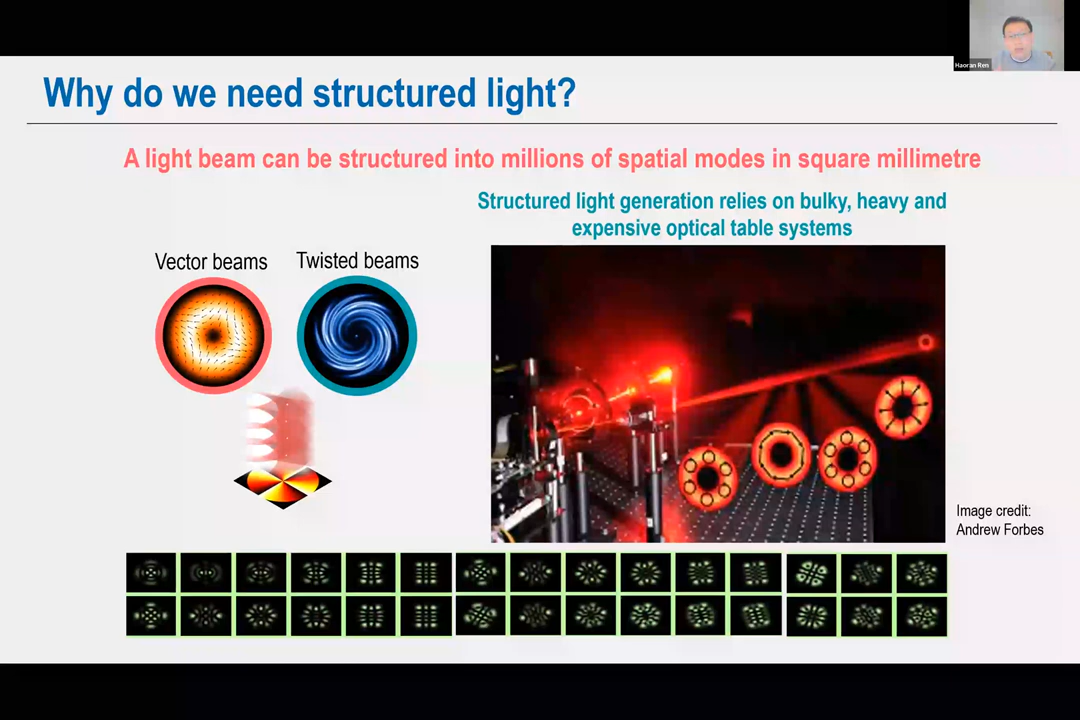 Haoran Ren
Why do we need structured light?
A light beam can be structured into millions of spatial modes in square millimetre
Structured light generation relies on bulky, heavy and
expensive optical table systems
Vector beams
Twisted beams
Image credit:
Andrew Forbes